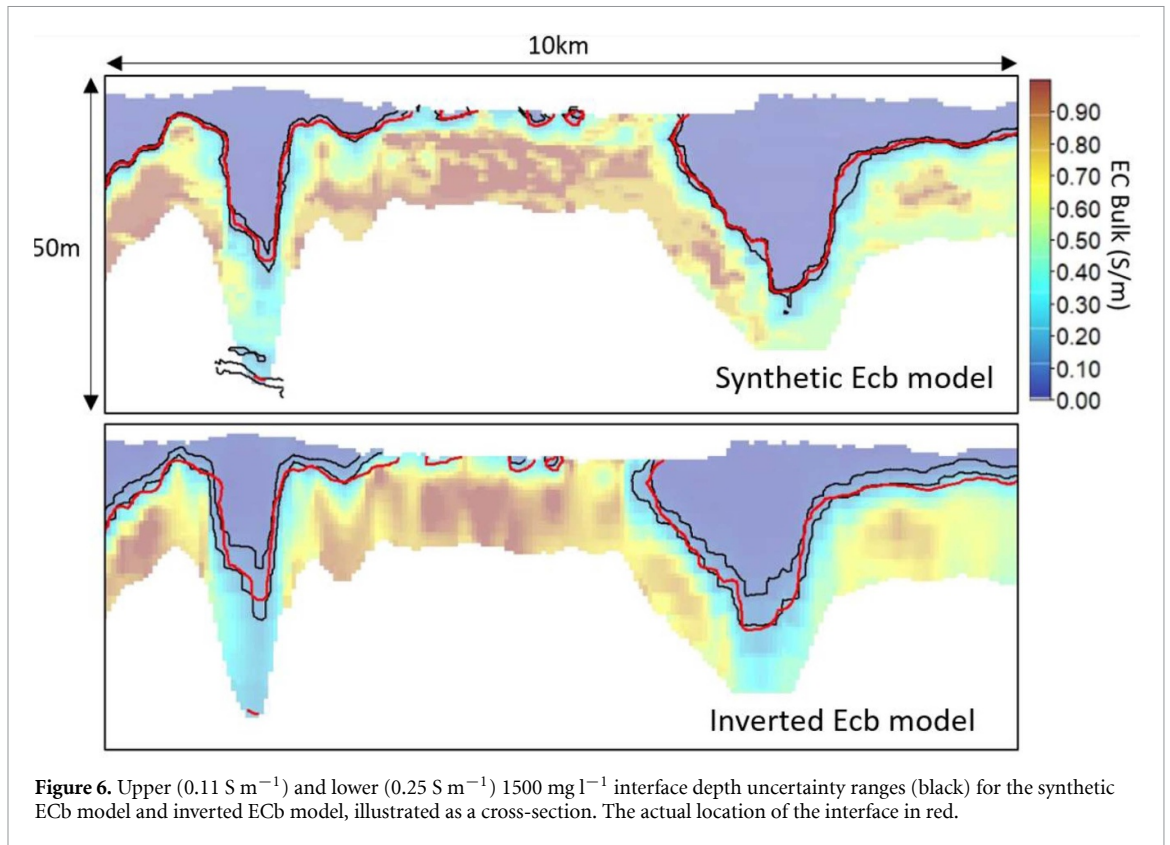 10km
50m
0.90
0.80
0.70
0.60
0.50
0.40
0.30
0.20
0.10
0.00
EC Bulk (S/m)
Synthetic Ecb model
Inverted Ecb model
Figure 6. Upper (0.11 S m⁻¹) and lower (0.25 S m⁻¹) 1500 mg l⁻¹ interface depth uncertainty ranges (black) for the synthetic
ECb model and inverted ECb model, illustrated as a cross-section. The actual location of the interface in red.